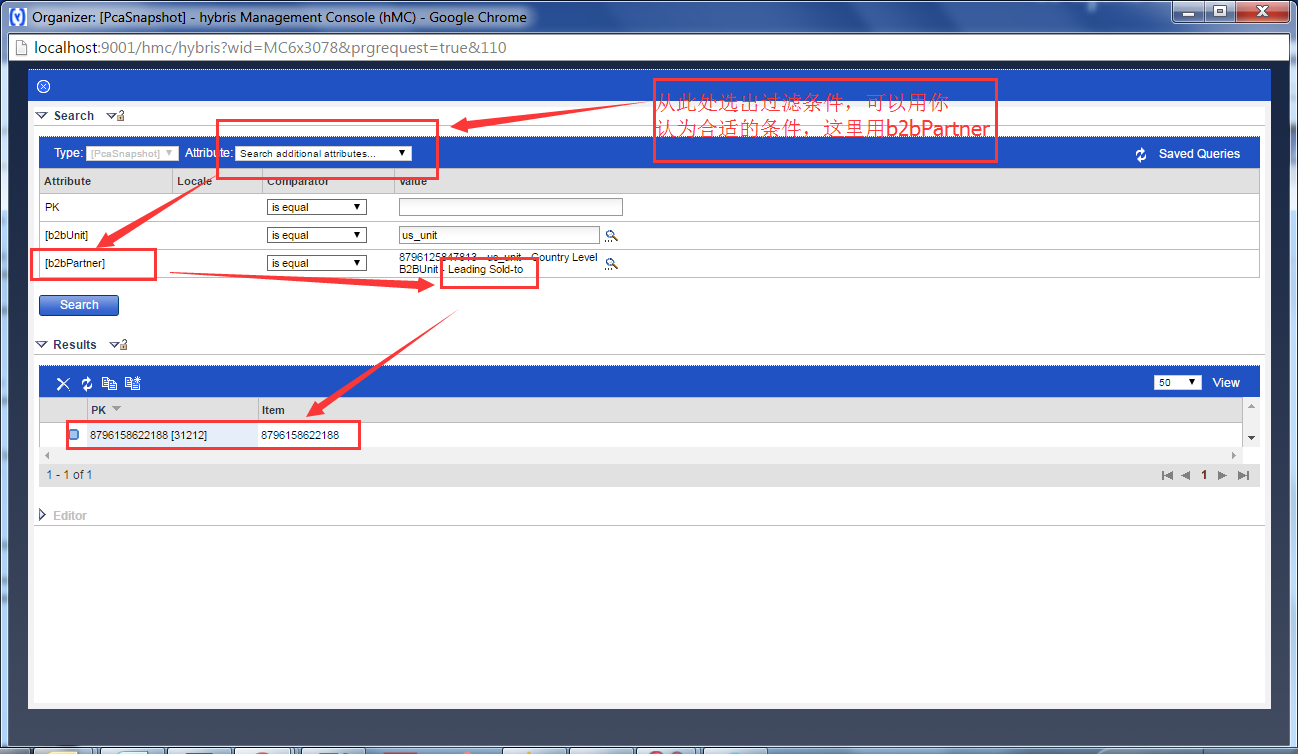 Organizer: [PcaSnapshot] - hybris Management Console (hMC) - Google Chrome
localhost:9001/hmc/hybris?wid=MC6x3078&prgrequest=true&110
从此处选出过滤条件，可以用你
认为合适的条件，这里用b2bPartner
Search
Type: [PcaSnapshot] Attribute: Search additional attributes... Saved Queries
Attribute Locale Comparator Value
PK is equal
[b2bUnit] is equal us_unit
[b2bPartner] is equal 8796125847813 - us_unit - Country Level
B2BUnit - Leading Sold-to
Search
Results
50 View
PK Item
8796158622188 [31212] 8796158622188
1 - 1 of 1 1
Editor